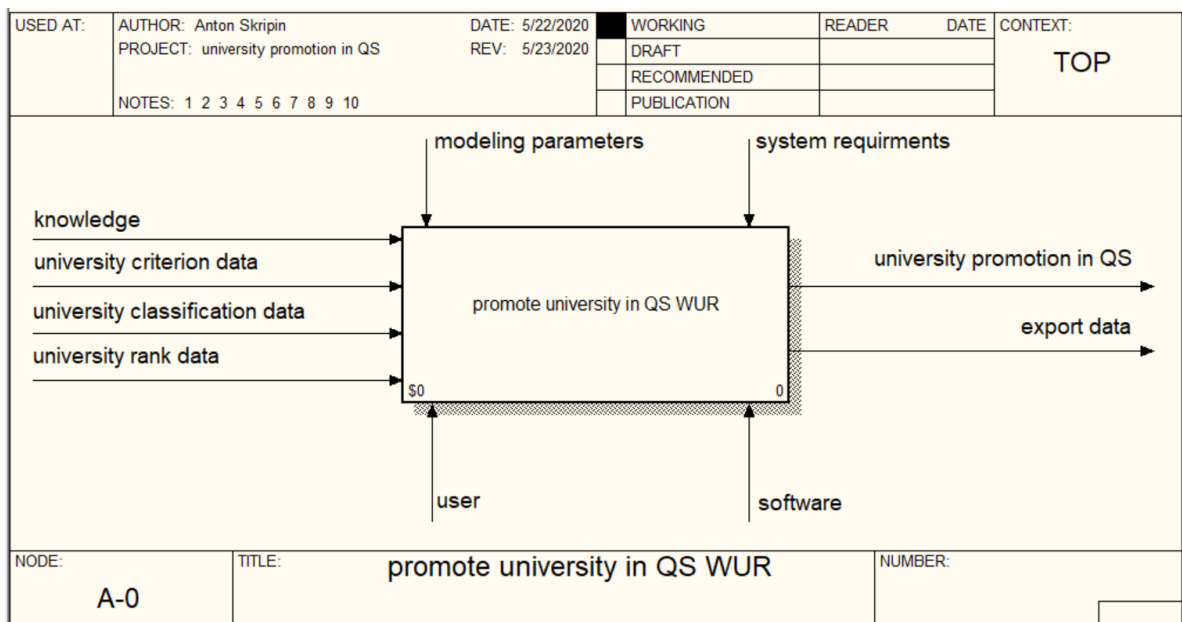 USED AT:
AUTHOR: Anton Skripin
DATE: 5/22/2020
WORKING
READER
DATE
CONTEXT:
PROJECT: university promotion in QS
REV: 5/23/2020
DRAFT
TOP
RECOMMENDED
NOTES: 1 2 3 4 5 6 7 8 9 10
PUBLICATION
modeling parameters
system requirments
knowledge
university criterion data
university classification data
university rank data
promote university in QS WUR
$0
0
university promotion in QS
export data
user
software
NODE:
A-0
TITLE:
promote university in QS WUR
NUMBER: